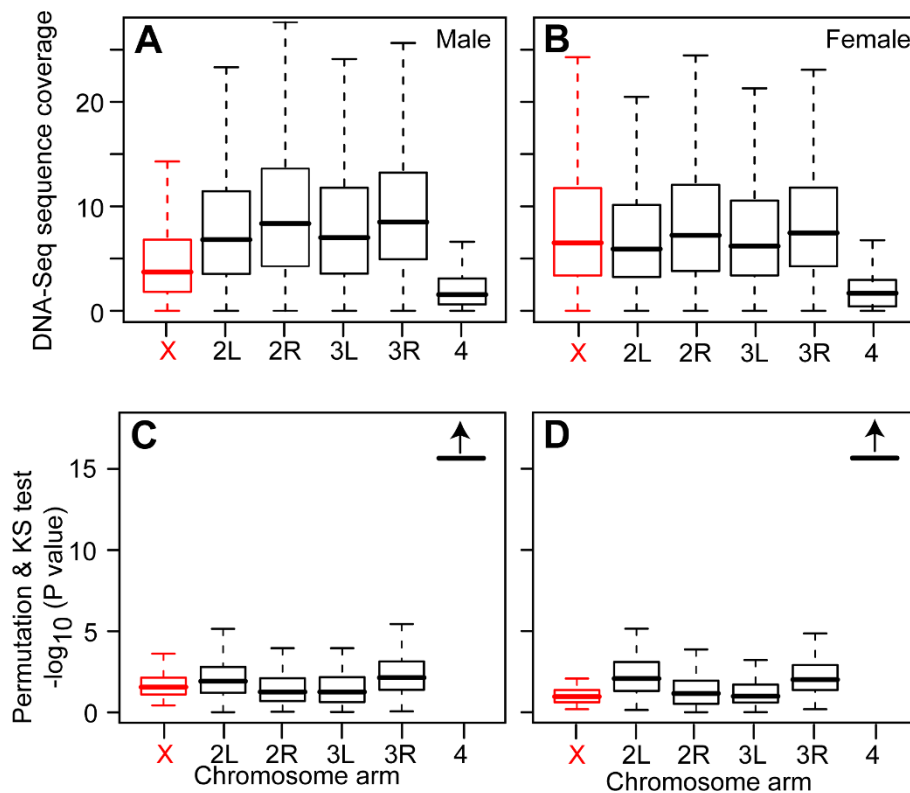 A
Male
B
Female
DNA-Seq sequence coverage
20
10
0
X 2L 2R 3L 3R 4
X 2L 2R 3L 3R 4
C
D
Permutation & KS test
-log10 (P value)
15
10
5
0
X 2L 2R 3L 3R 4
X 2L 2R 3L 3R 4
Chromosome arm
Chromosome arm